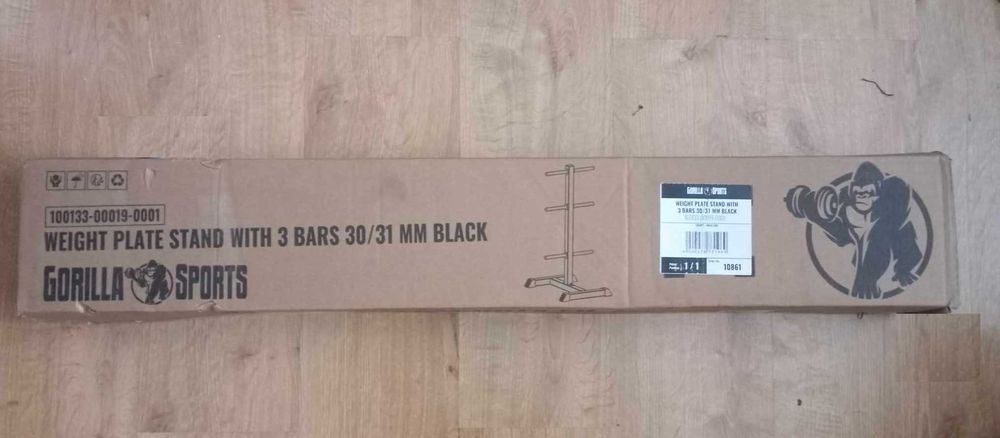 100133-00019-0001
WEIGHT PLATE STAND WITH 3 BARS 30/31 MM BLACK
GORILLA SPORTS
GORILLA SPORTS
WEIGHT PLATE STAND WITH
3 BARS 30/31 MM BLACK
1/1
10861